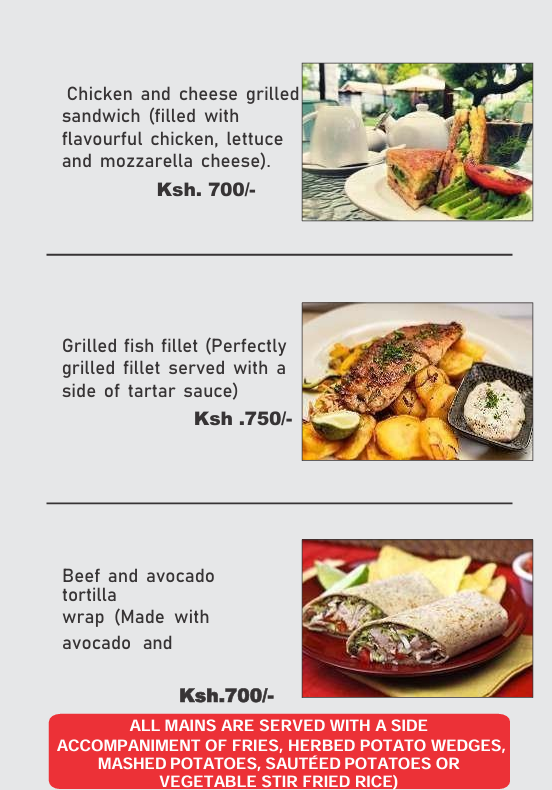 Chicken and cheese grilled
sandwich (filled with
flavourful chicken, lettuce
and mozzarella cheese).
Ksh. 700/-
Grilled fish fillet (Perfectly
grilled fillet served with a
side of tartar sauce)
Ksh .750/-
Beef and avocado
tortilla
wrap (Made with
avocado and
Ksh.700/-
ALL MAINS ARE SERVED WITH A SIDE
ACCOMPANIMENT OF FRIES, HERBED POTATO WEDGES,
MASHED POTATOES, SAUTÉED POTATOES OR
VEGETABLE STIR FRIED RICE)